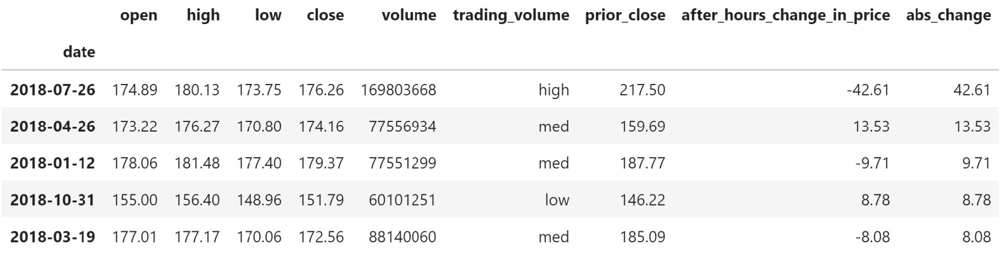 open high low close volume trading_volume prior_close after_hours_change_in_price abs_change
date
2018-07-26 174.89 180.13 173.75 176.26 169803668 high 217.50 -42.61 42.61
2018-04-26 173.22 176.27 170.80 174.16 77556934 med 159.69 13.53 13.53
2018-01-12 178.06 181.48 177.40 179.37 77551299 med 187.77 -9.71 9.71
2018-10-31 155.00 156.40 148.96 151.79 60101251 low 146.22 8.78 8.78
2018-03-19 177.01 177.17 170.06 172.56 88140060 med 185.09 -8.08 8.08